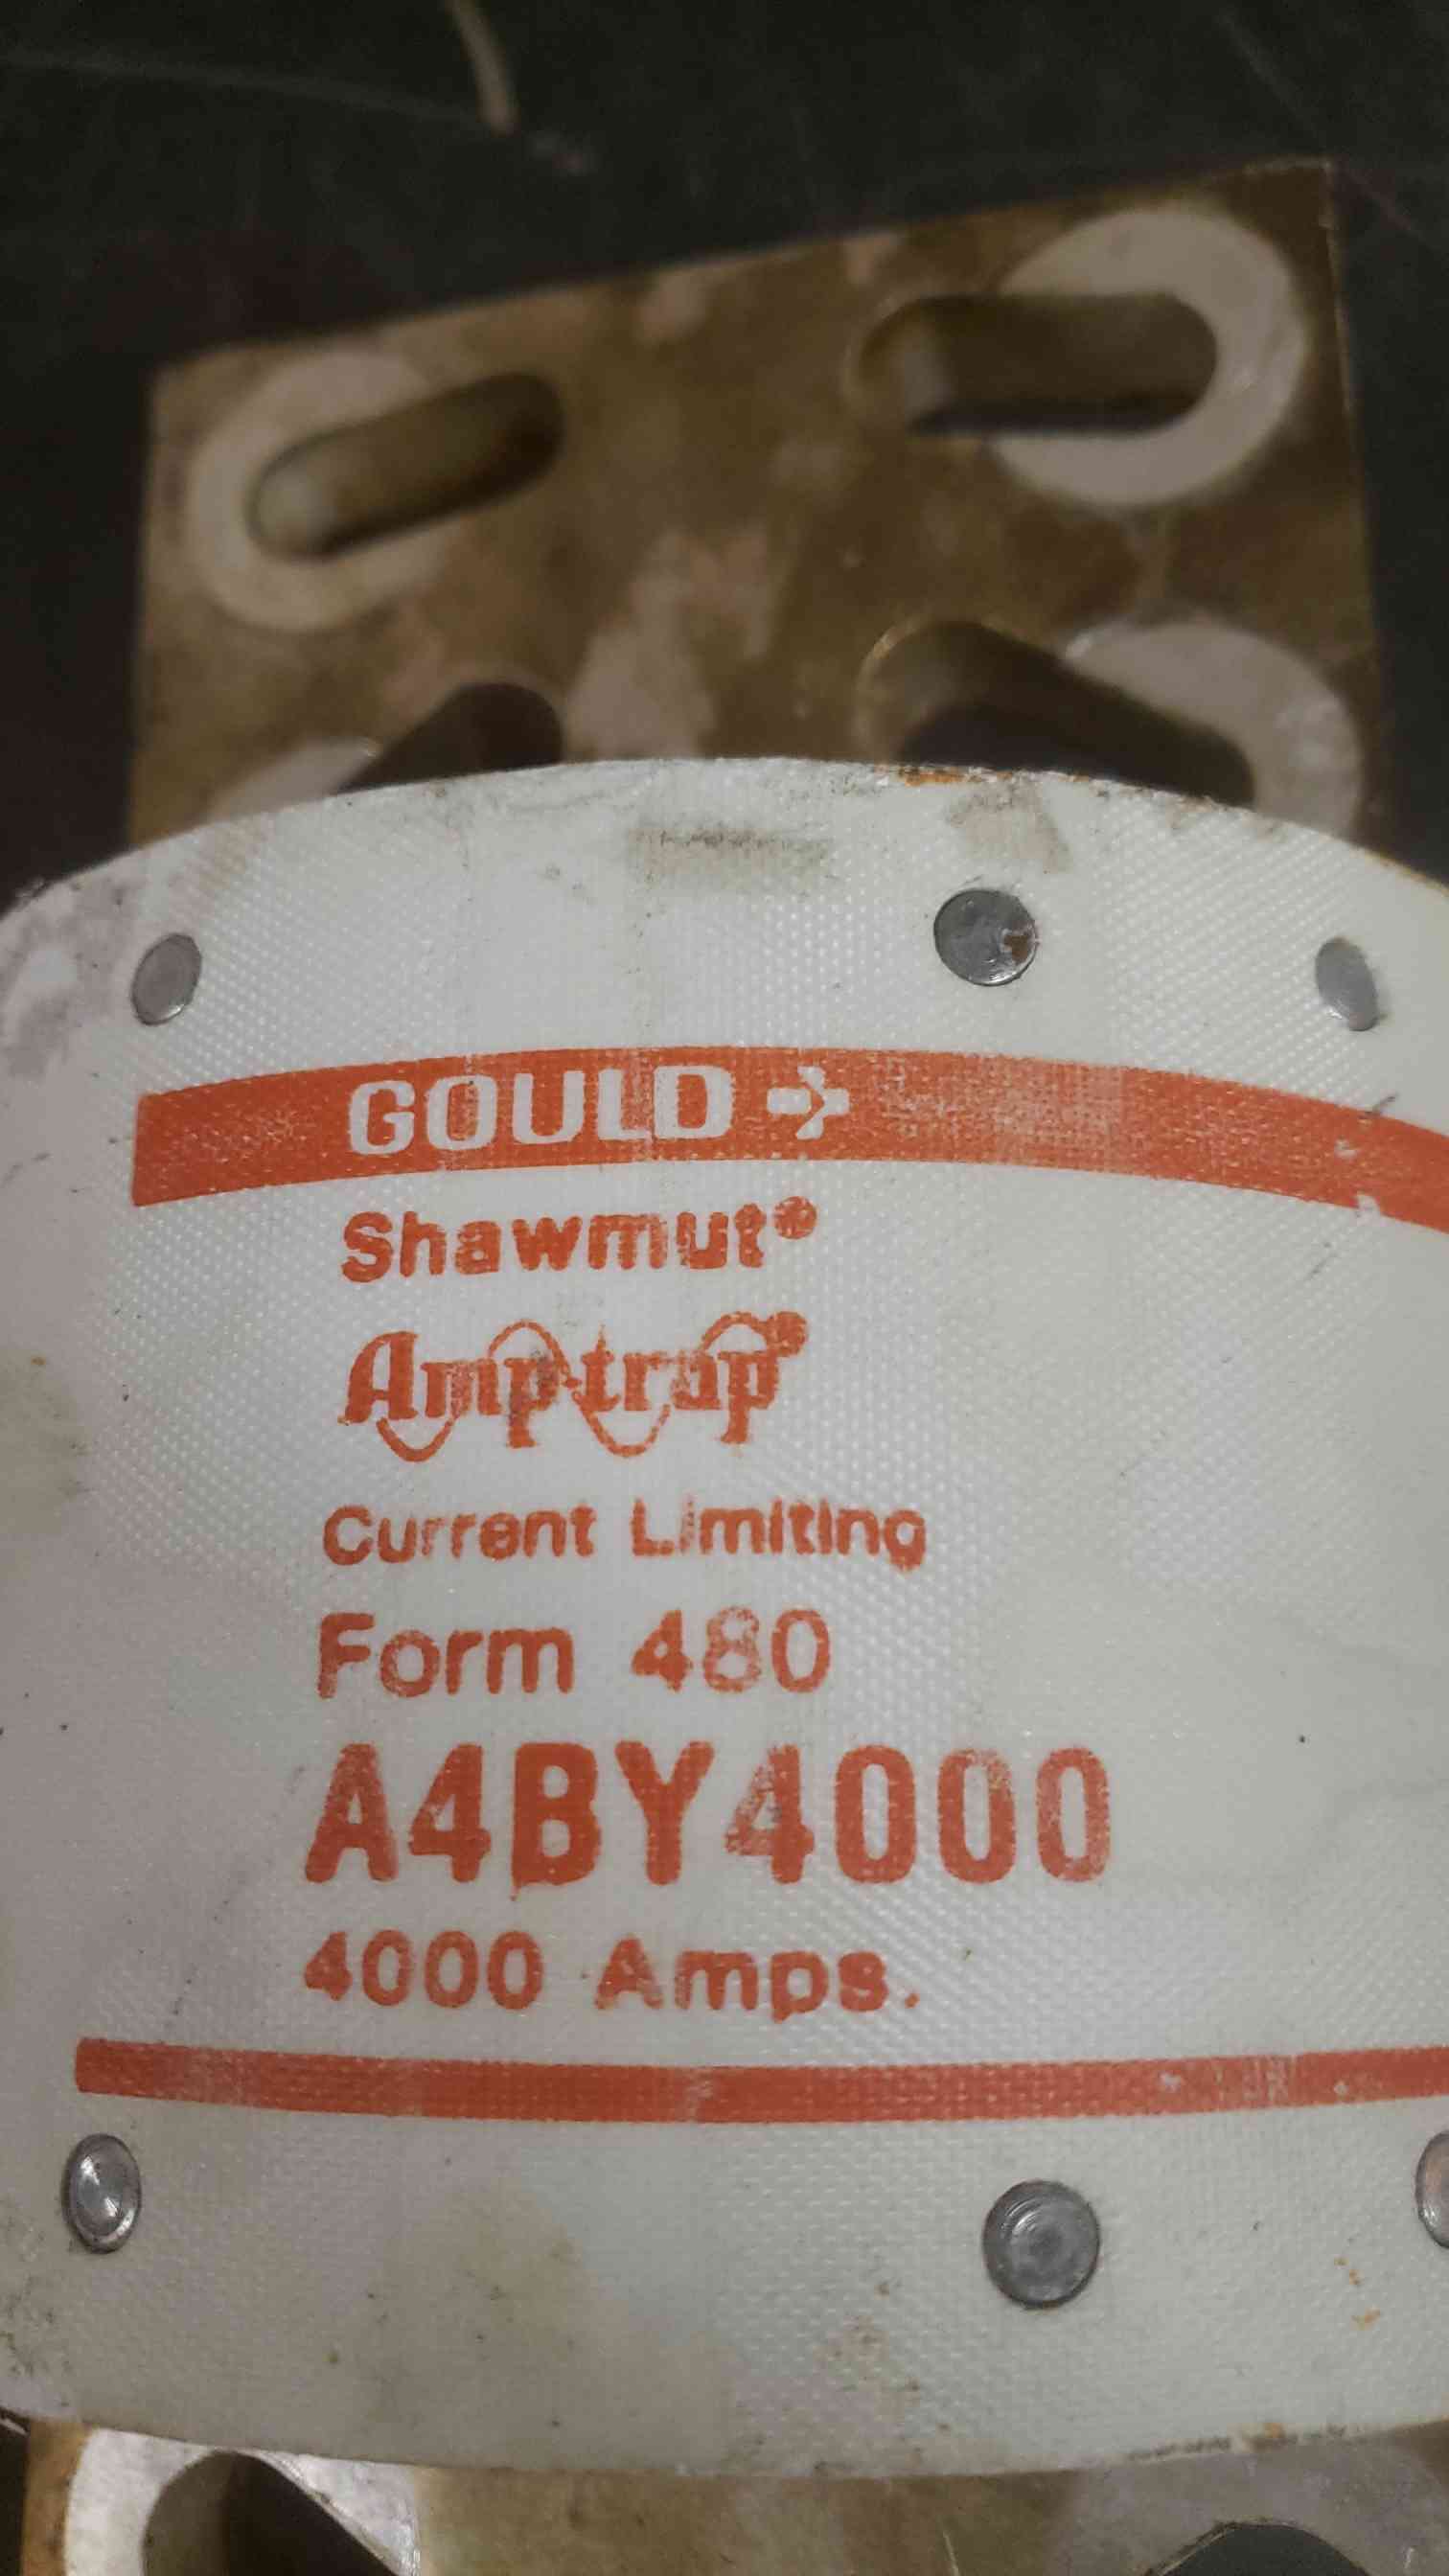 GOULD
Shawmut®
Amp-trap®
Current Limiting
Form 480
A4BY4000
4000 Amps.